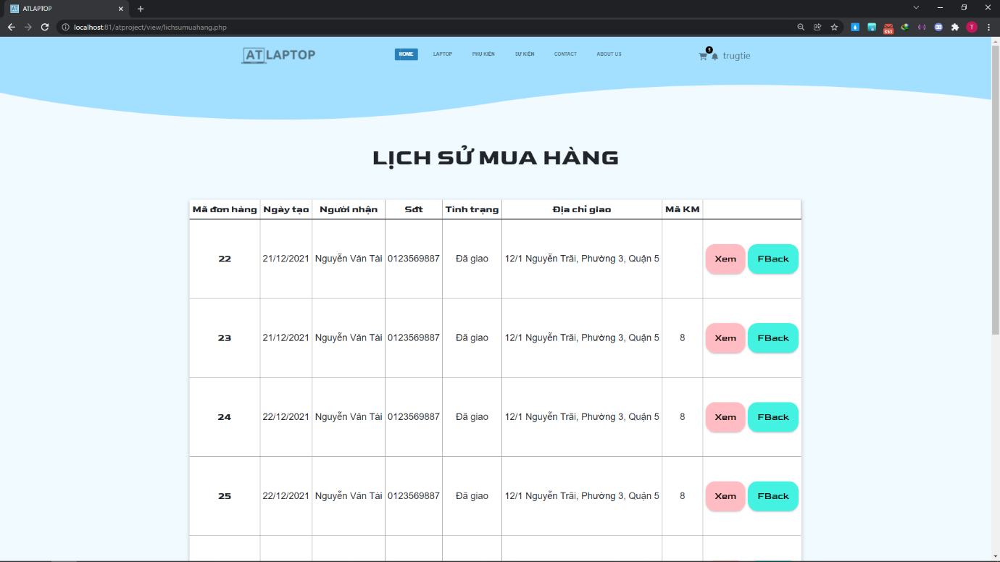 ATLAPTOP
localhost:81/atproject/view/lichsumuahang.php
351
T
ATLAPTOP
HOME LAPTOP PHỤ KIỆN SỰ KIỆN CONTACT ABOUT US
3
trugtie
LỊCH SỬ MUA HÀNG
Mã đơn hàng Ngày tạo Người nhận Sđt Tình trạng Địa chỉ giao Mã KM
22 21/12/2021 Nguyễn Văn Tài 0123569887 Đã giao 12/1 Nguyễn Trãi, Phường 3, Quận 5 Xem FBack
23 21/12/2021 Nguyễn Văn Tài 0123569887 Đã giao 12/1 Nguyễn Trãi, Phường 3, Quận 5 8 Xem FBack
24 22/12/2021 Nguyễn Văn Tài 0123569887 Đã giao 12/1 Nguyễn Trãi, Phường 3, Quận 5 8 Xem FBack
25 22/12/2021 Nguyễn Văn Tài 0123569887 Đã giao 12/1 Nguyễn Trãi, Phường 3, Quận 5 8 Xem FBack